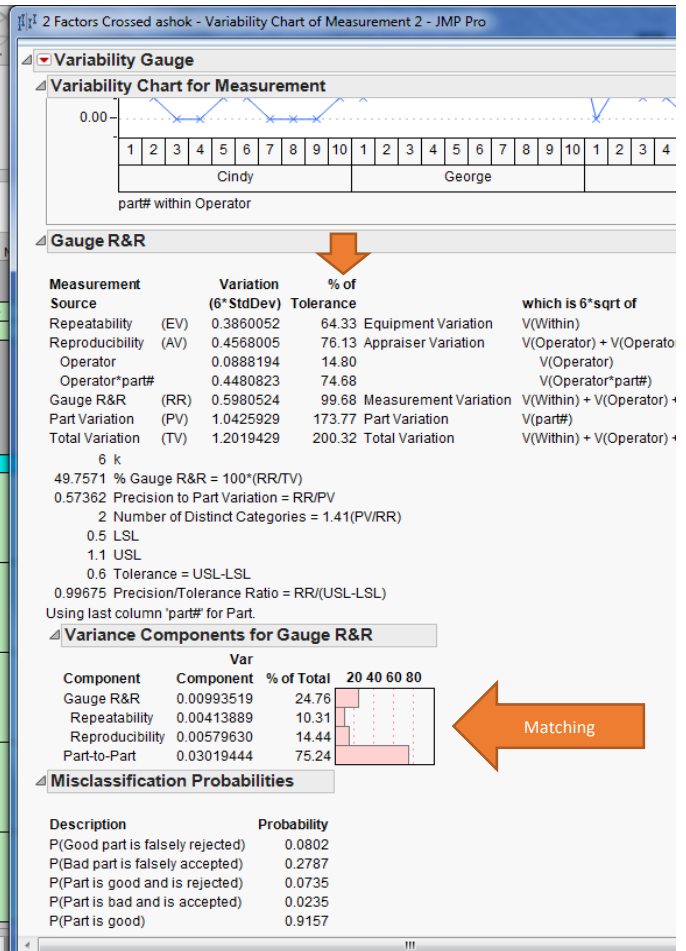 2 Factors Crossed ashok - Variability Chart of Measurement 2 - JMP Pro
Variability Gauge
Variability Chart for Measurement
0.00
1 2 3 4 5 6 7 8 9 10 1 2 3 4 5 6 7 8 9 10 1 2 3 4
Cindy George
part# within Operator
Gauge R&R
Measurement Variation % of
Source (6*StdDev) Tolerance which is 6*sqrt of
Repeatability (EV) 0.3860052 64.33 Equipment Variation V(Within)
Reproducibility (AV) 0.4568005 76.13 Appraiser Variation V(Operator) + V(Operator
Operator 0.0888194 14.80 V(Operator)
Operator*part# 0.4480823 74.68 V(Operator*part#)
Gauge R&R (RR) 0.5980524 99.68 Measurement Variation V(Within) + V(Operator) +
Part Variation (PV) 1.0425929 173.77 Part Variation V(part#)
Total Variation (TV) 1.2019429 200.32 Total Variation V(Within) + V(Operator) +
6 k
49.7571 % Gauge R&R = 100*(RR/TV)
0.57362 Precision to Part Variation = RR/PV
2 Number of Distinct Categories = 1.41(PV/RR)
0.5 LSL
1.1 USL
0.6 Tolerance = USL-LSL
0.99675 Precision/Tolerance Ratio = RR/(USL-LSL)
Using last column 'part#' for Part.
Variance Components for Gauge R&R
Var
Component Component % of Total 20 40 60 80
Gauge R&R 0.00993519 24.76
Repeatability 0.00413889 10.31
Reproducibility 0.00579630 14.44
Part-to-Part 0.03019444 75.24
Matching
Misclassification Probabilities
Description Probability
P(Good part is falsely rejected) 0.0802
P(Bad part is falsely accepted) 0.2787
P(Part is good and is rejected) 0.0735
P(Part is bad and is accepted) 0.0235
P(Part is good) 0.9157